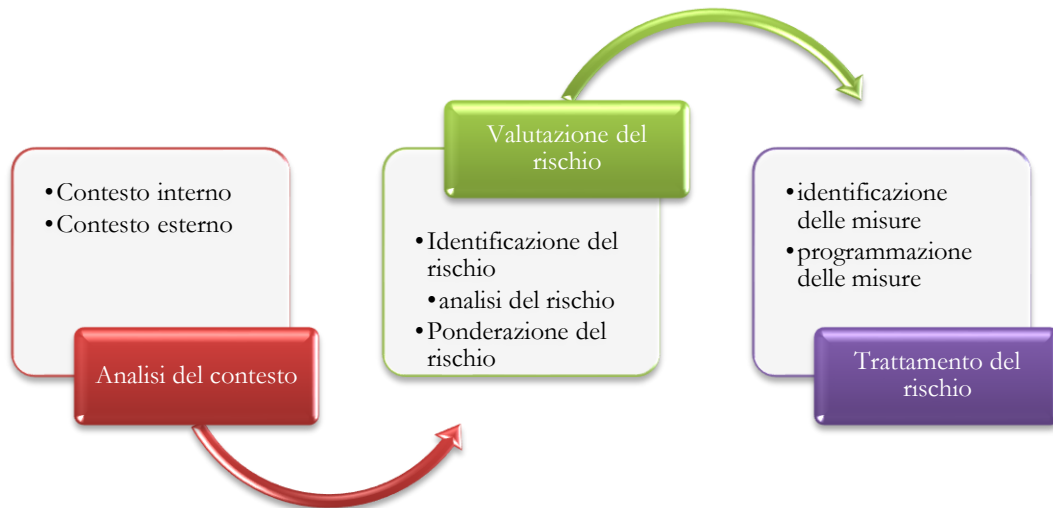 •Contesto interno
•Contesto esterno
Analisi del contesto
Valutazione del
rischio
•Identificazione del
rischio
•analisi del rischio
•Ponderazione del
rischio
•identificazione
delle misure
•programmazione
delle misure
Trattamento del
rischio